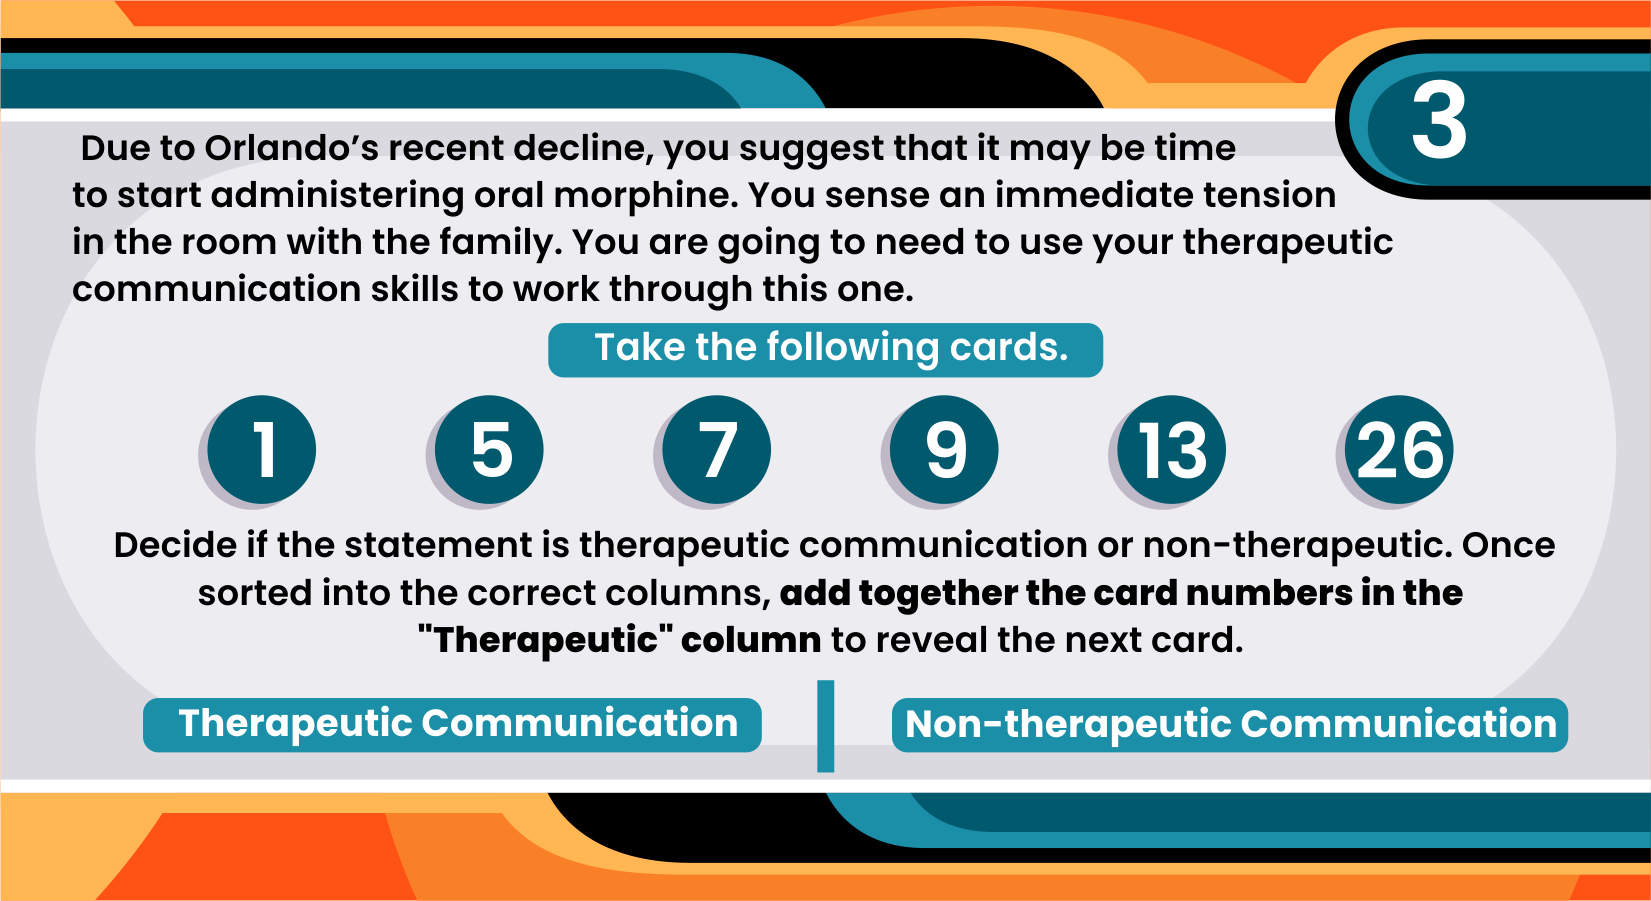 3
Due to Orlando’s recent decline, you suggest that it may be time
to start administering oral morphine. You sense an immediate tension
in the room with the family. You are going to need to use your therapeutic
communication skills to work through this one.
Take the following cards.
1 5 7 9 13 26
Decide if the statement is therapeutic communication or non-therapeutic. Once
sorted into the correct columns, add together the card numbers in the
"Therapeutic" column to reveal the next card.
Therapeutic Communication
Non-therapeutic Communication